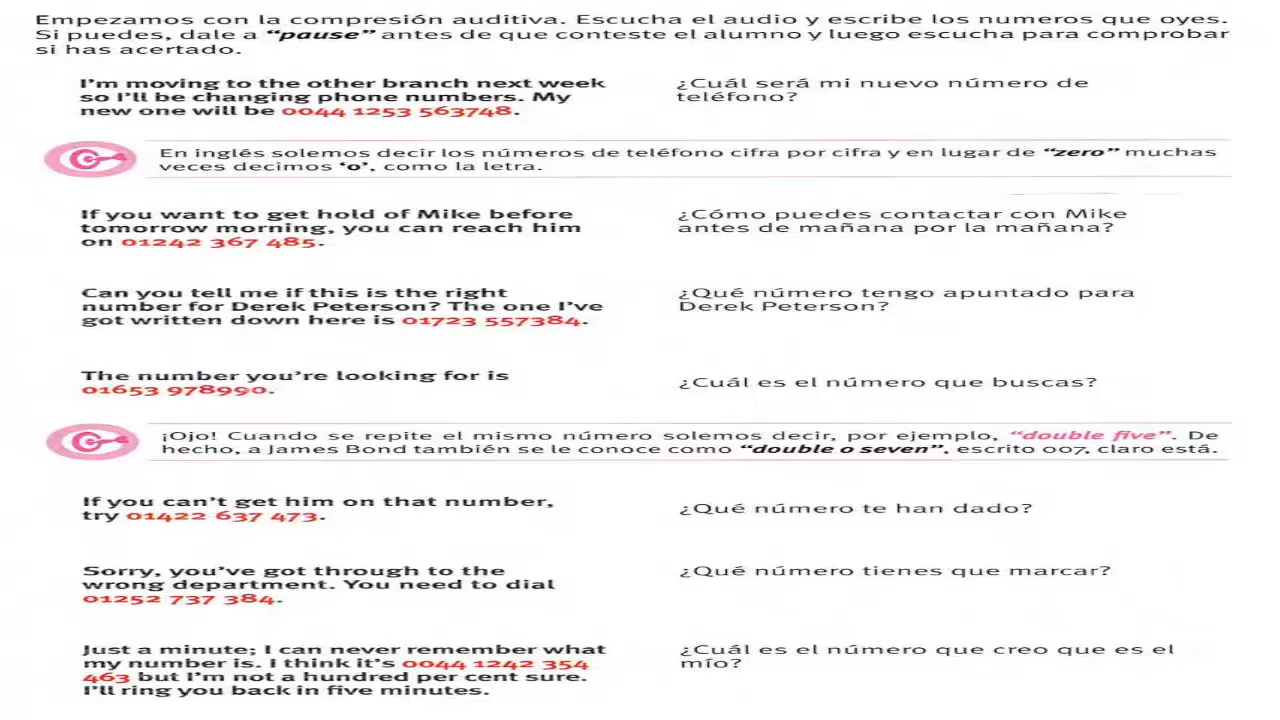 Empezamos con la compresión auditiva. Escucha el audio y escribe los numeros que oyes.
Si puedes, dale a “pause” antes de que conteste el alumno y luego escucha para comprobar
si has acertado.
I’m moving to the other branch next week
so I’ll be changing phone numbers. My
new one will be 0044 1253 563748.
¿Cuál será mi nuevo número de
teléfono?
En inglés solemos decir los números de teléfono cifra por cifra y en lugar de “zero” muchas
veces decimos ‘o’, como la letra.
If you want to get hold of Mike before
tomorrow morning, you can reach him
on 01242 367 485.
¿Cómo puedes contactar con Mike
antes de mañana por la mañana?
Can you tell me if this is the right
number for Derek Peterson? The one I’ve
got written down here is 01723 557384.
¿Qué número tengo apuntado para
Derek Peterson?
The number you’re looking for is
01653 978990.
¿Cuál es el número que buscas?
¡Ojo! Cuando se repite el mismo número solemos decir, por ejemplo, “double five”. De
hecho, a James Bond también se le conoce como “double o seven”, escrito 007, claro está.
If you can’t get him on that number,
try 01422 637 473.
¿Qué número te han dado?
Sorry, you’ve got through to the
wrong department. You need to dial
01252 737 384.
¿Qué número tienes que marcar?
Just a minute; I can never remember what
my number is. I think it’s 0044 1242 354
463 but I’m not a hundred per cent sure.
I’ll ring you back in five minutes.
¿Cuál es el número que creo que es el
mío?